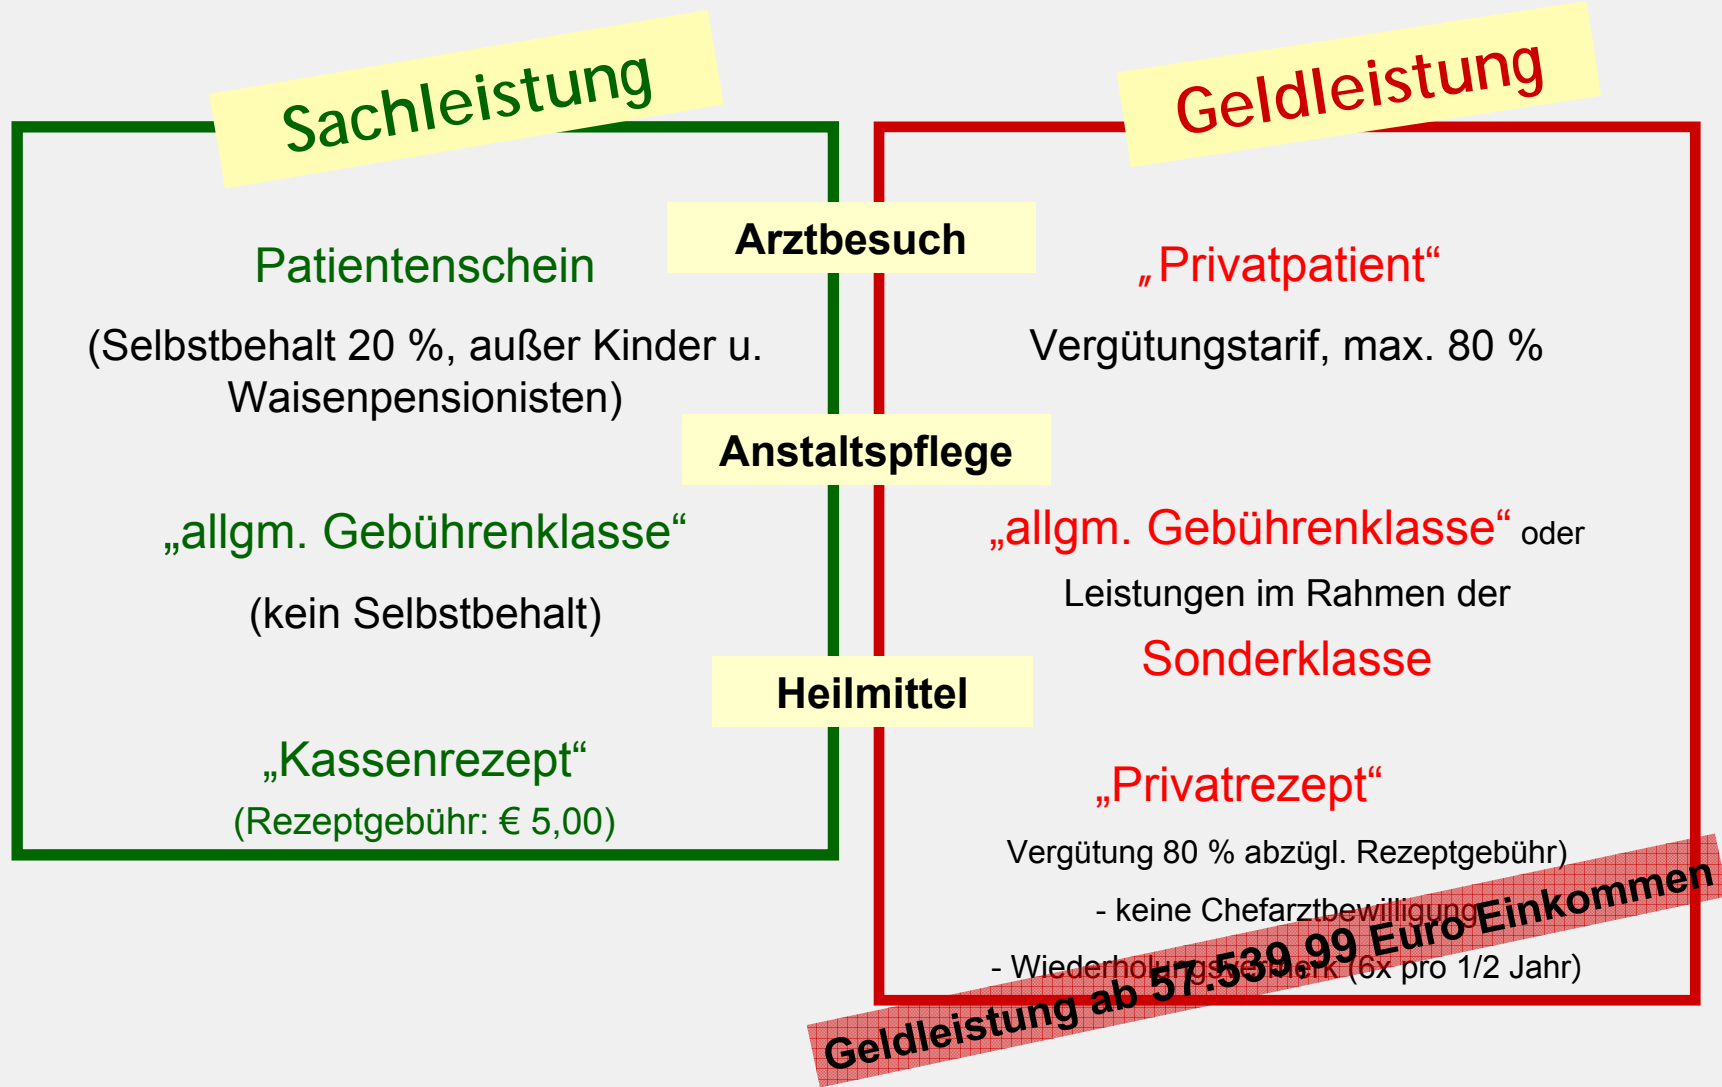 Sachleistung
Geldleistung
Arztbesuch
Patientenschein
(Selbstbehalt 20 %, außer Kinder u.
Waisenpensionisten)
„Privatpatient“
Vergütungstarif, max. 80 %
Anstaltspflege
„allgm. Gebührenklasse“
(kein Selbstbehalt)
„allgm. Gebührenklasse“ oder
Leistungen im Rahmen der
Sonderklasse
Heilmittel
„Kassenrezept“
(Rezeptgebühr: € 5,00)
„Privatrezept“
Vergütung 80 % abzügl. Rezeptgebühr)
- keine Chefarztbewilligung
- Wiederholungsvermerk (6x pro 1/2 Jahr)
Geldleistung ab 57.539,99 Euro Einkommen